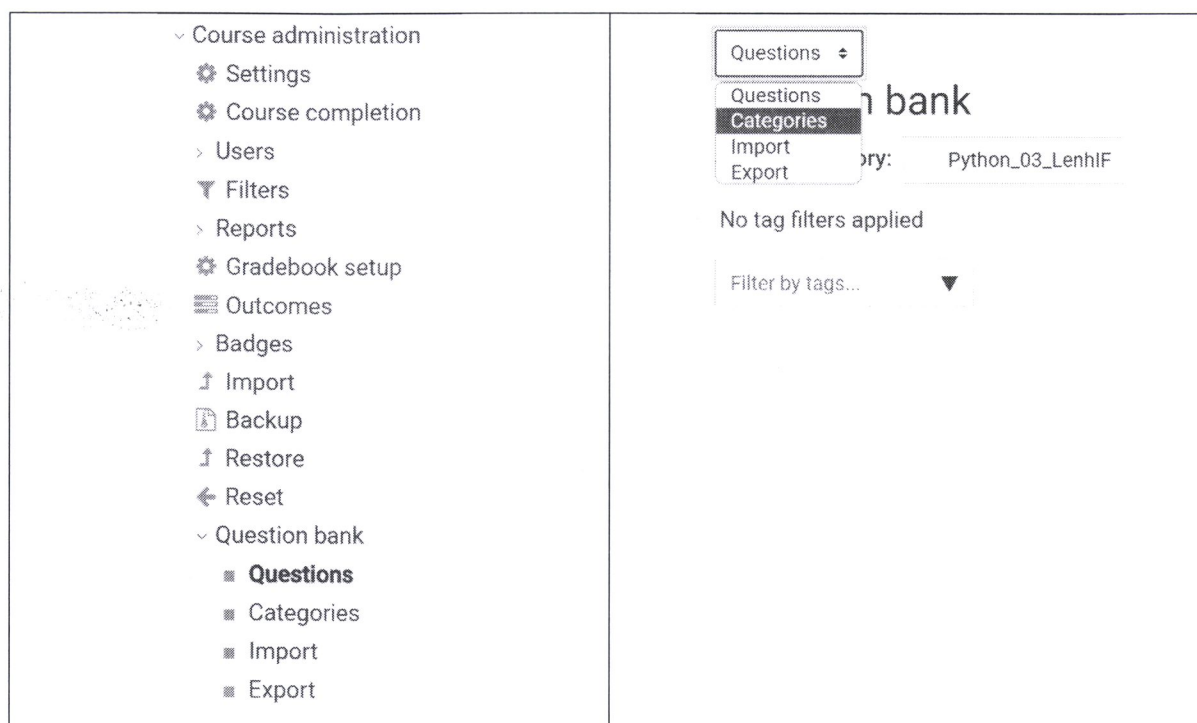 Course administration
Settings
Course completion
Users
Filters
Reports
Gradebook setup
Outcomes
Badges
Import
Backup
Restore
Reset
Question bank
Questions
Categories
Import
Export
Questions
Questions
Categories
Import
Export
n bank
ory: Python_03_LenhIF
No tag filters applied
Filter by tags...